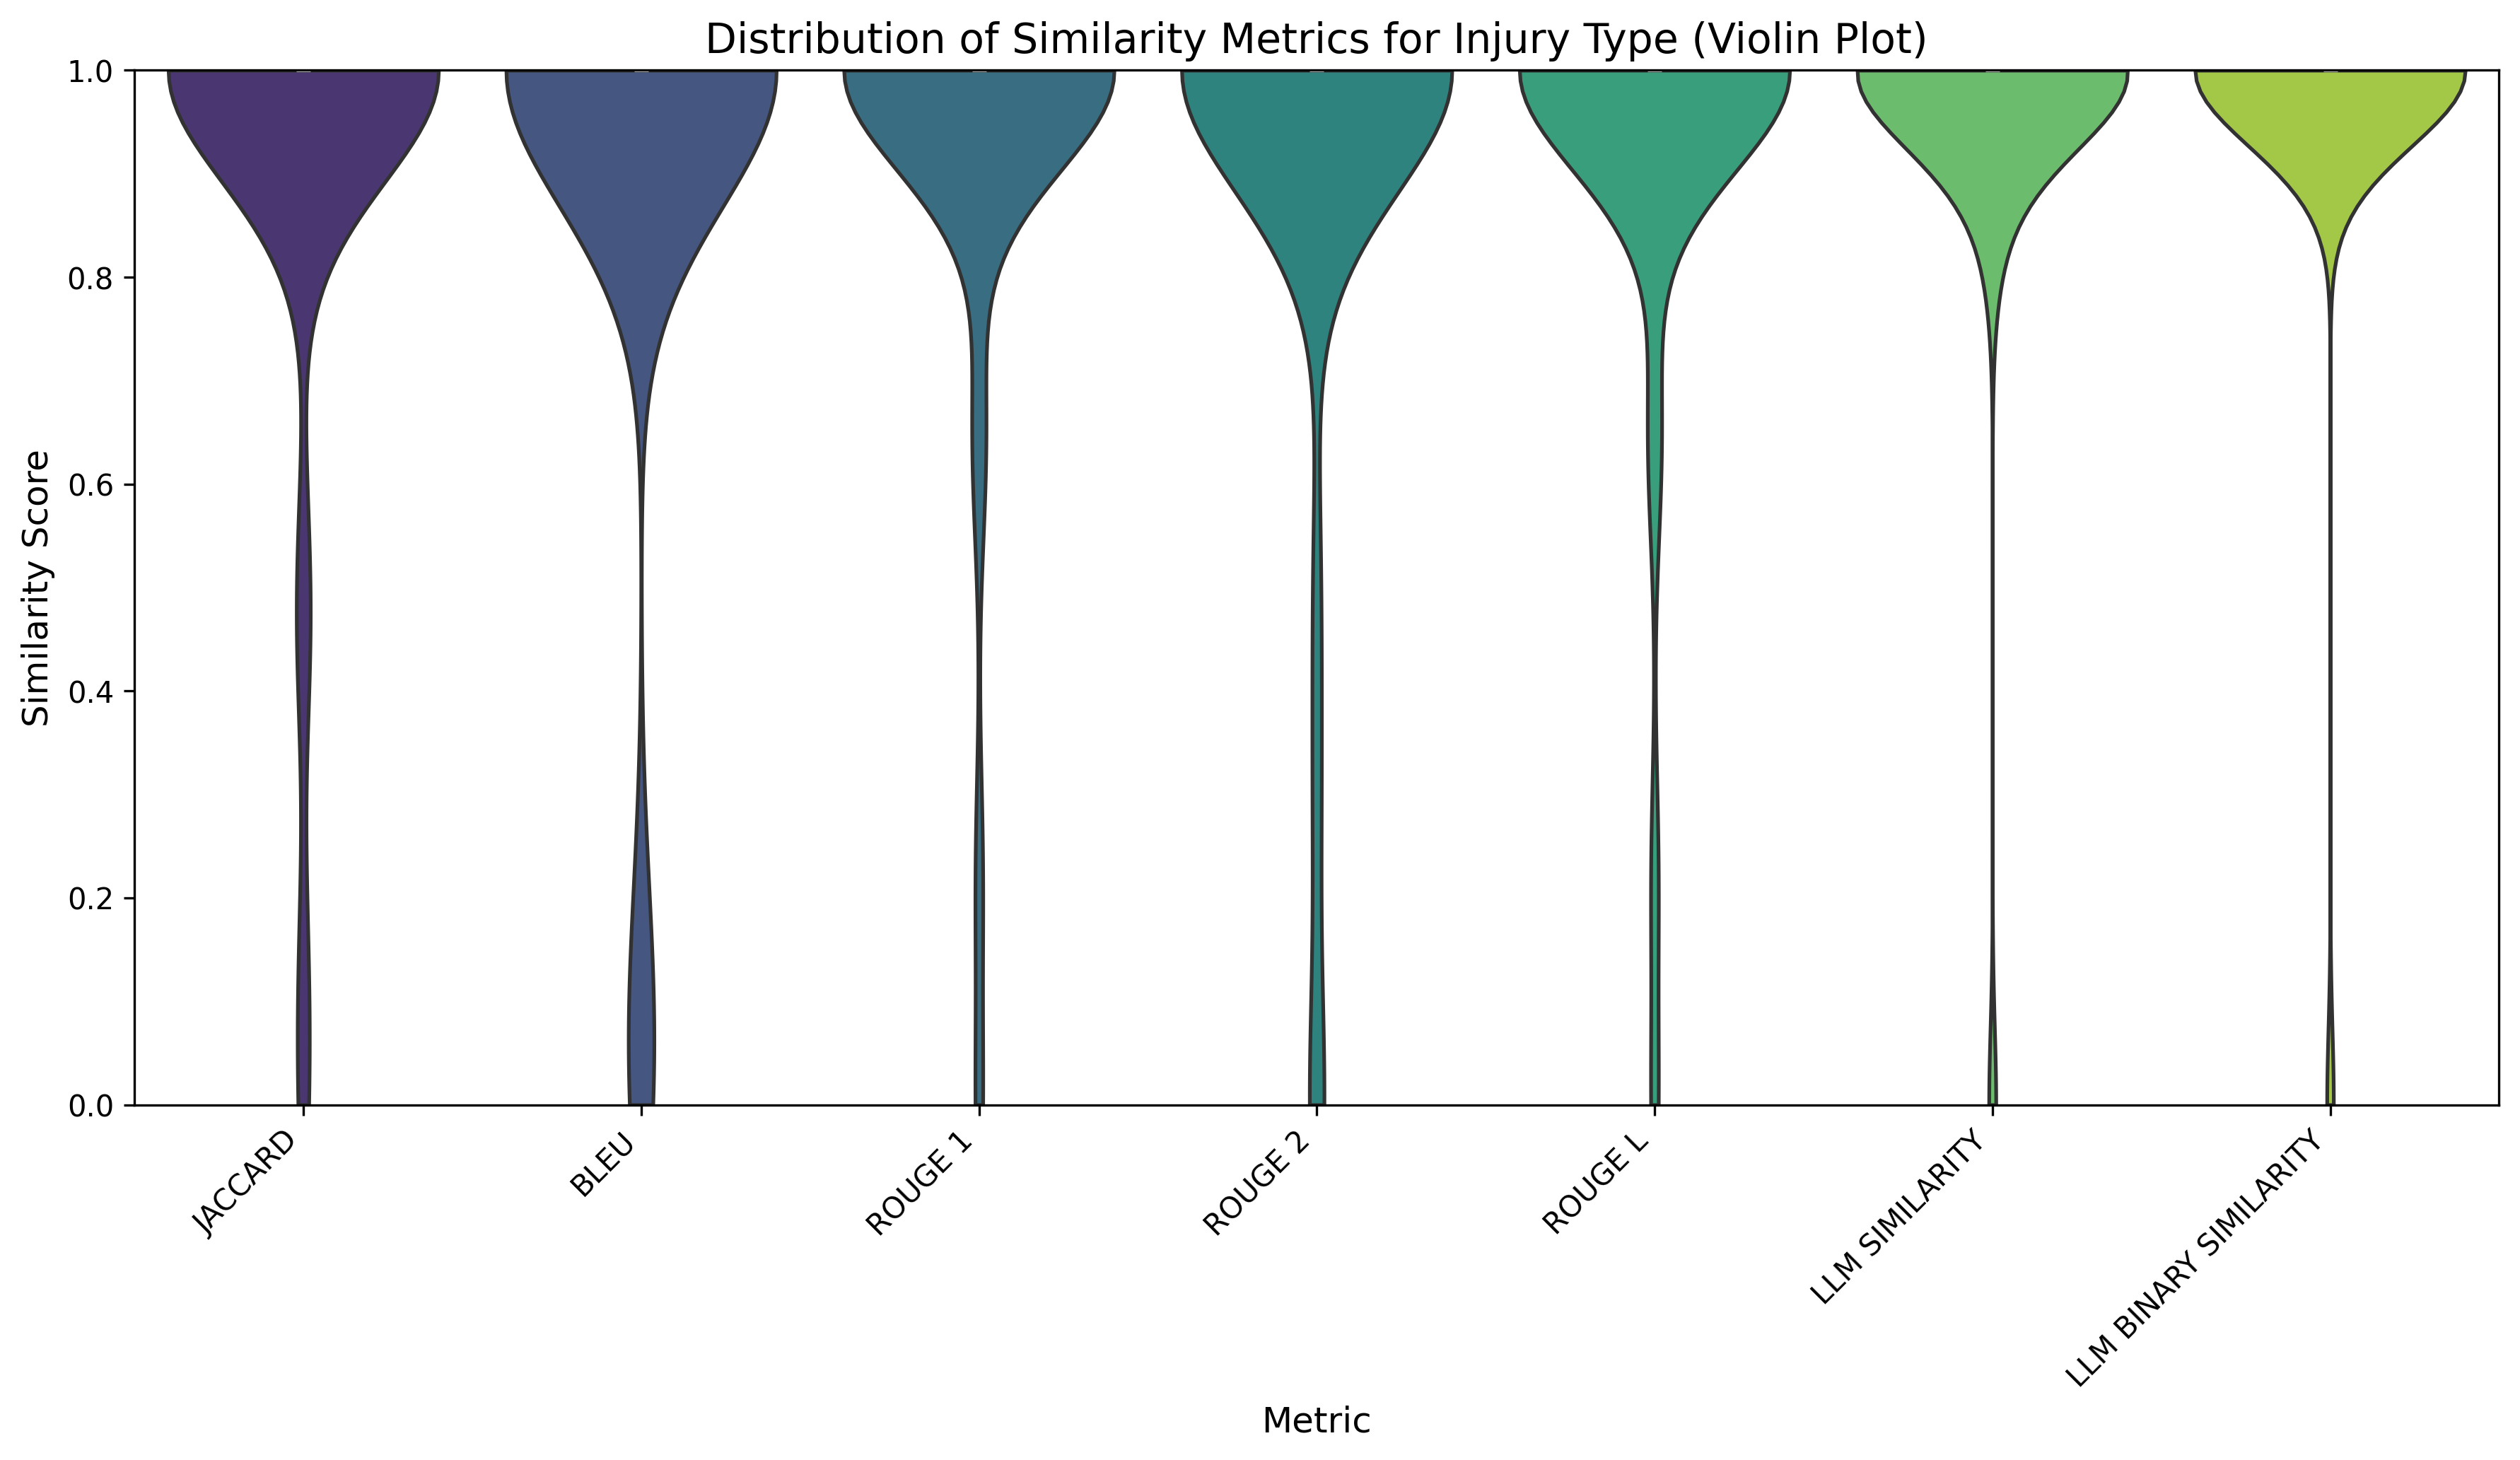 Distribution of Similarity Metrics for Injury Type (Violin Plot)
1.0
0.8
0.6
0.4
0.2
0.0
Similarity Score
JACCARD
BLEU
ROUGE 1
ROUGE 2
ROUGE L
LLM SIMILARITY
LLM BINARY SIMILARITY
Metric